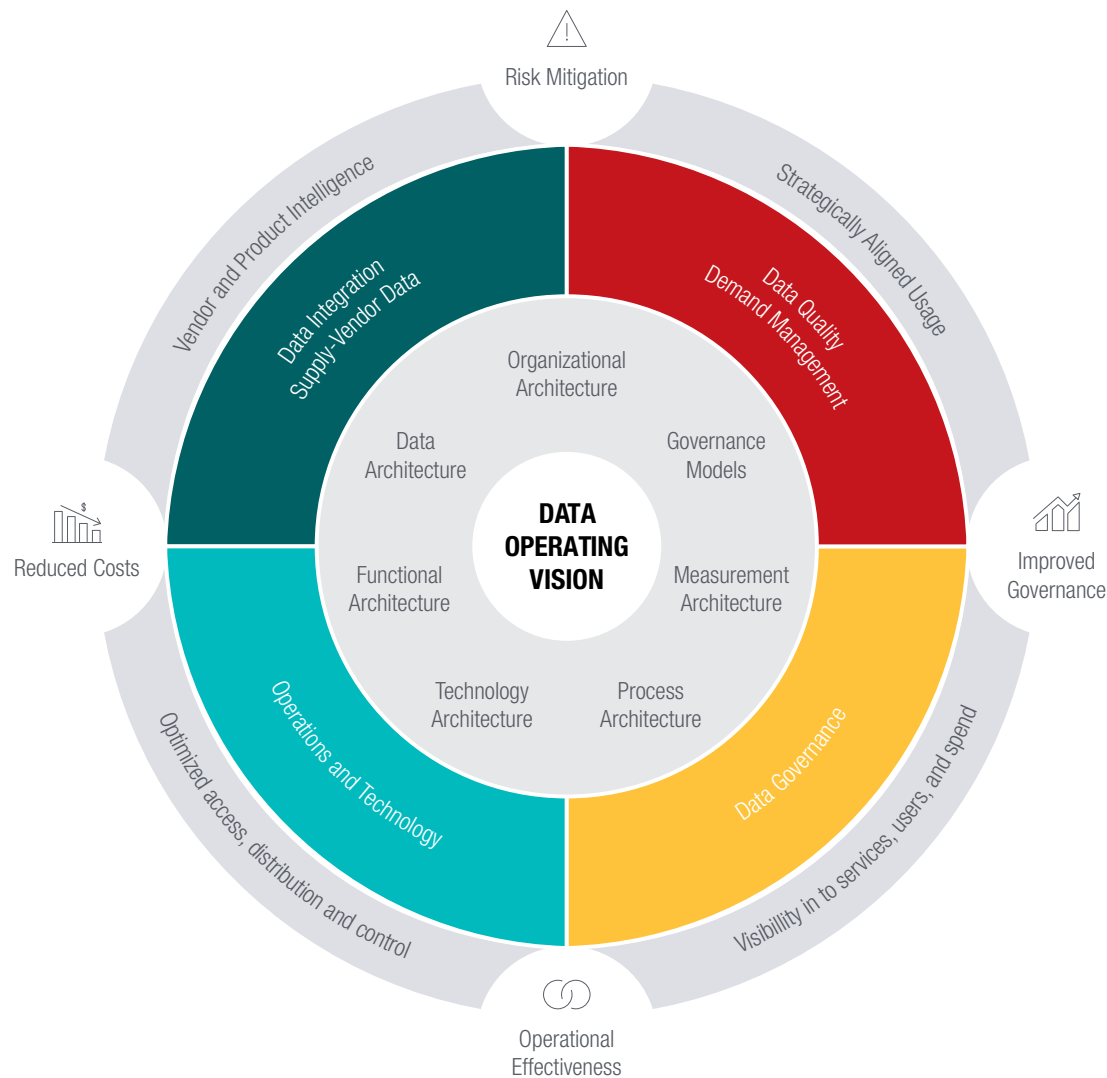 Risk Mitigation
Vendor and Product Intelligence
Strategically Aligned Usage
Data Integration
Supply-Vendor Data
Data Quality
Demand Management
Organizational
Architecture
Data
Architecture
Governance
Models
DATA
OPERATING
VISION
$
Reduced Costs
Improved
Governance
Functional
Architecture
Measurement
Architecture
Technology
Architecture
Process
Architecture
Operations and Technology
Data Governance
Optimized access, distribution and control
Visibillity in to services, users, and spend
Operational
Effectiveness